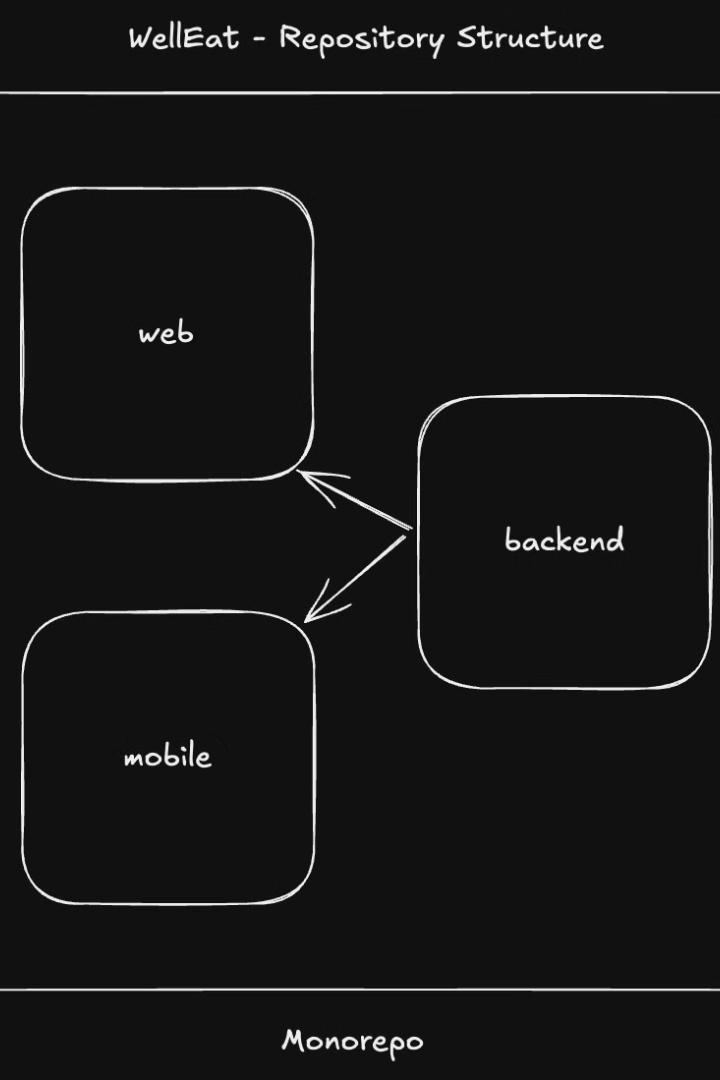 WellEat - Repository Structure
web
backend
mobile
Monorepo